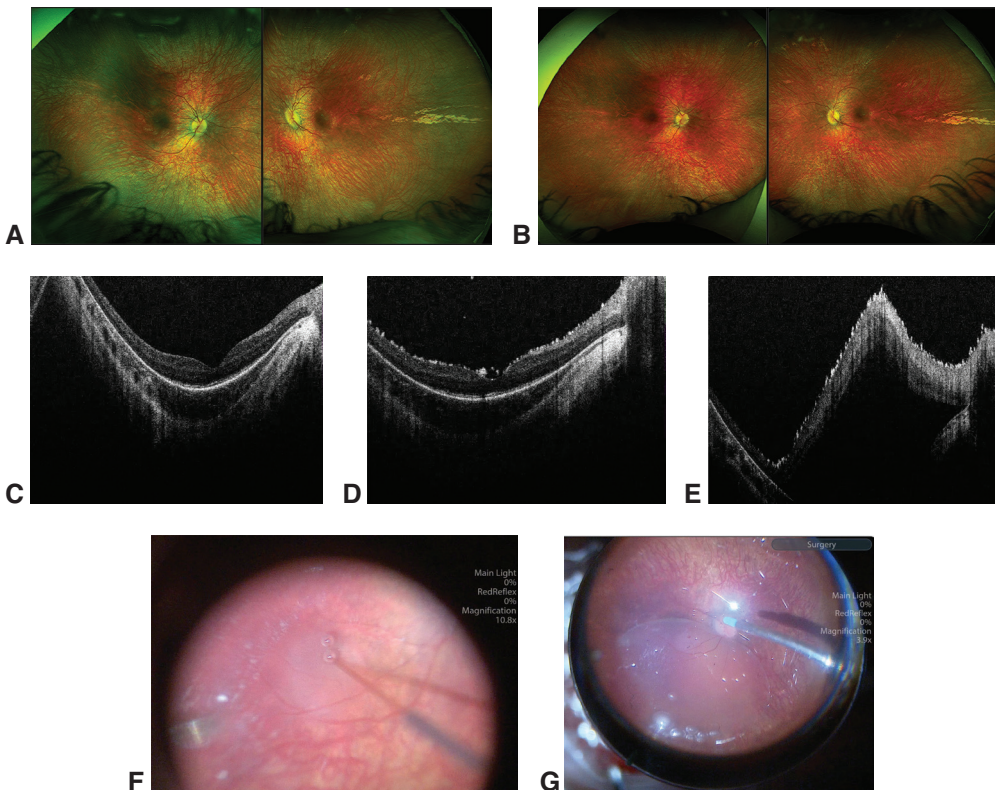 A
B
C
D
E
Main Light
0%
RedReflex
0%
Magnification
10.8x
F
Surgery
Main Light
0%
RedReflex
0%
Magnification
3.9x
G